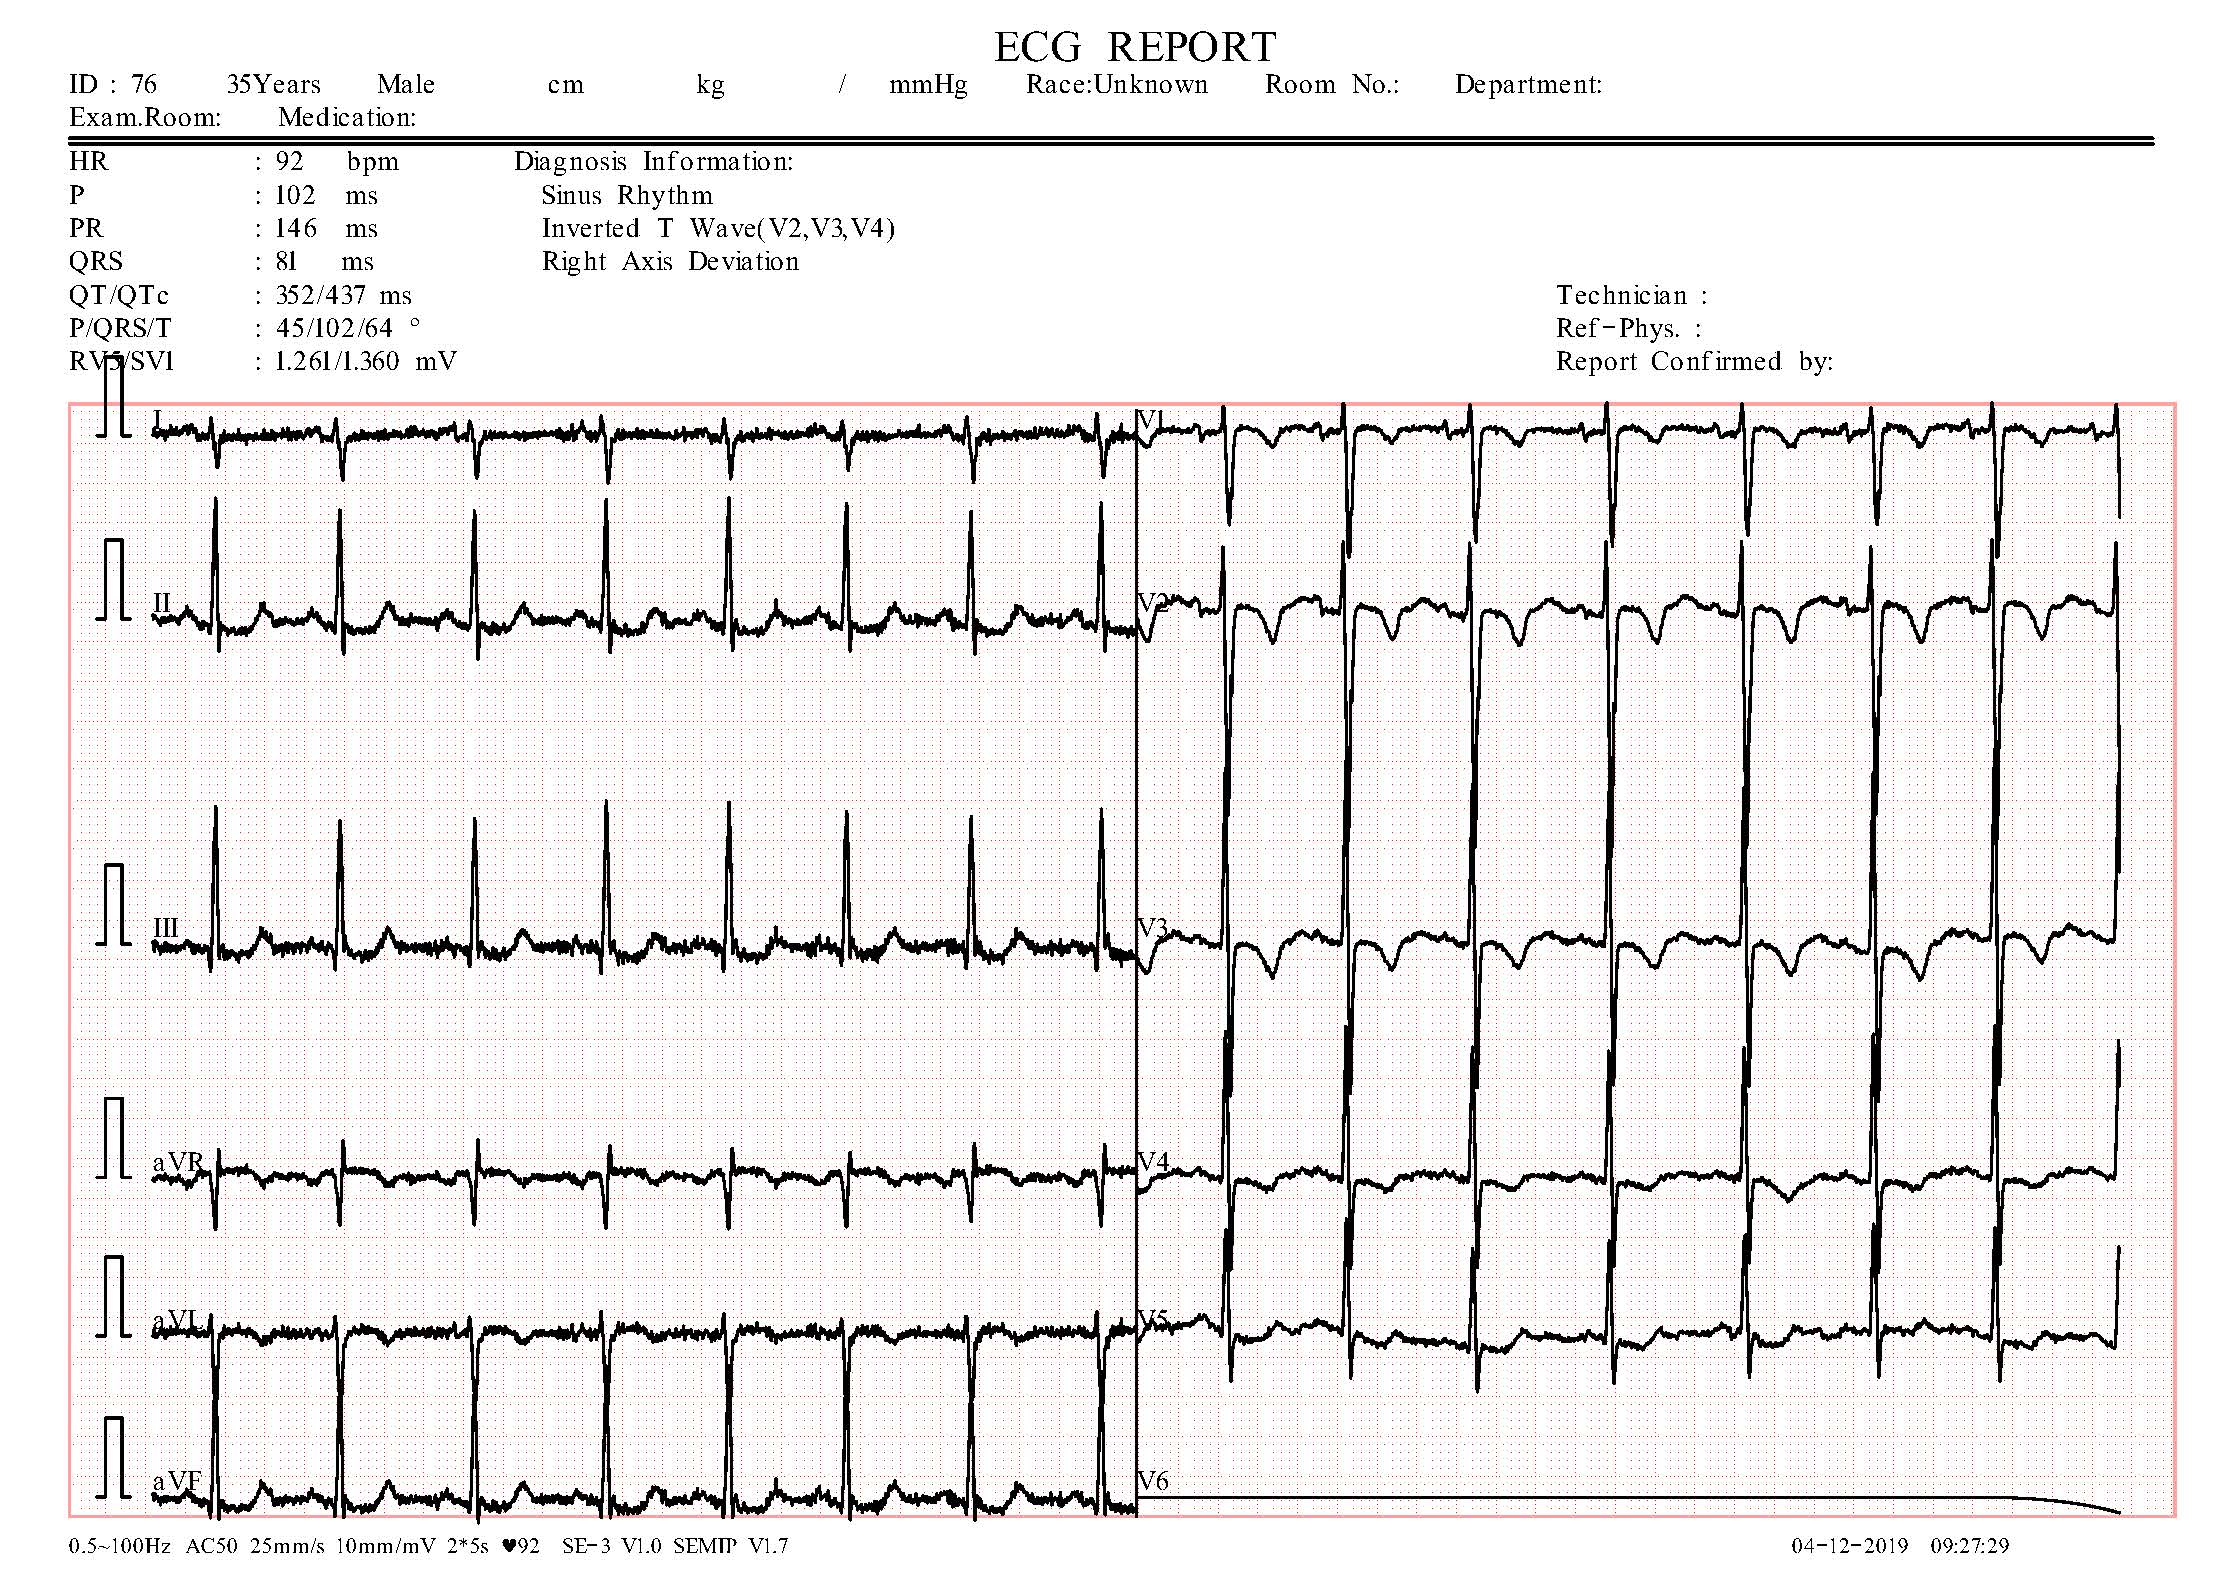 ECG REPORT
ID : 76 35Years Male cm kg / mmHg Race:Unknown Room No.: Department:
Exam.Room: Medication:
HR : 92 bpm Diagnosis Information:
P : 102 ms Sinus Rhythm
PR : 146 ms Inverted T Wave(V2,V3,V4)
QRS : 81 ms Right Axis Deviation
QT/QTc : 352/437 ms Technician :
P/QRS/T : 45/102/64 ° Ref-Phys. :
RV5/SV1 : 1.261/1.360 mV Report Confirmed by:
I V1
II V2
III V3
aVR V4
aVL V5
aVF V6
0.5~100Hz AC50 25mm/s 10mm/mV 2*5s ♥92 SE-3 V1.0 SEMIP V1.7 04-12-2019 09:27:29